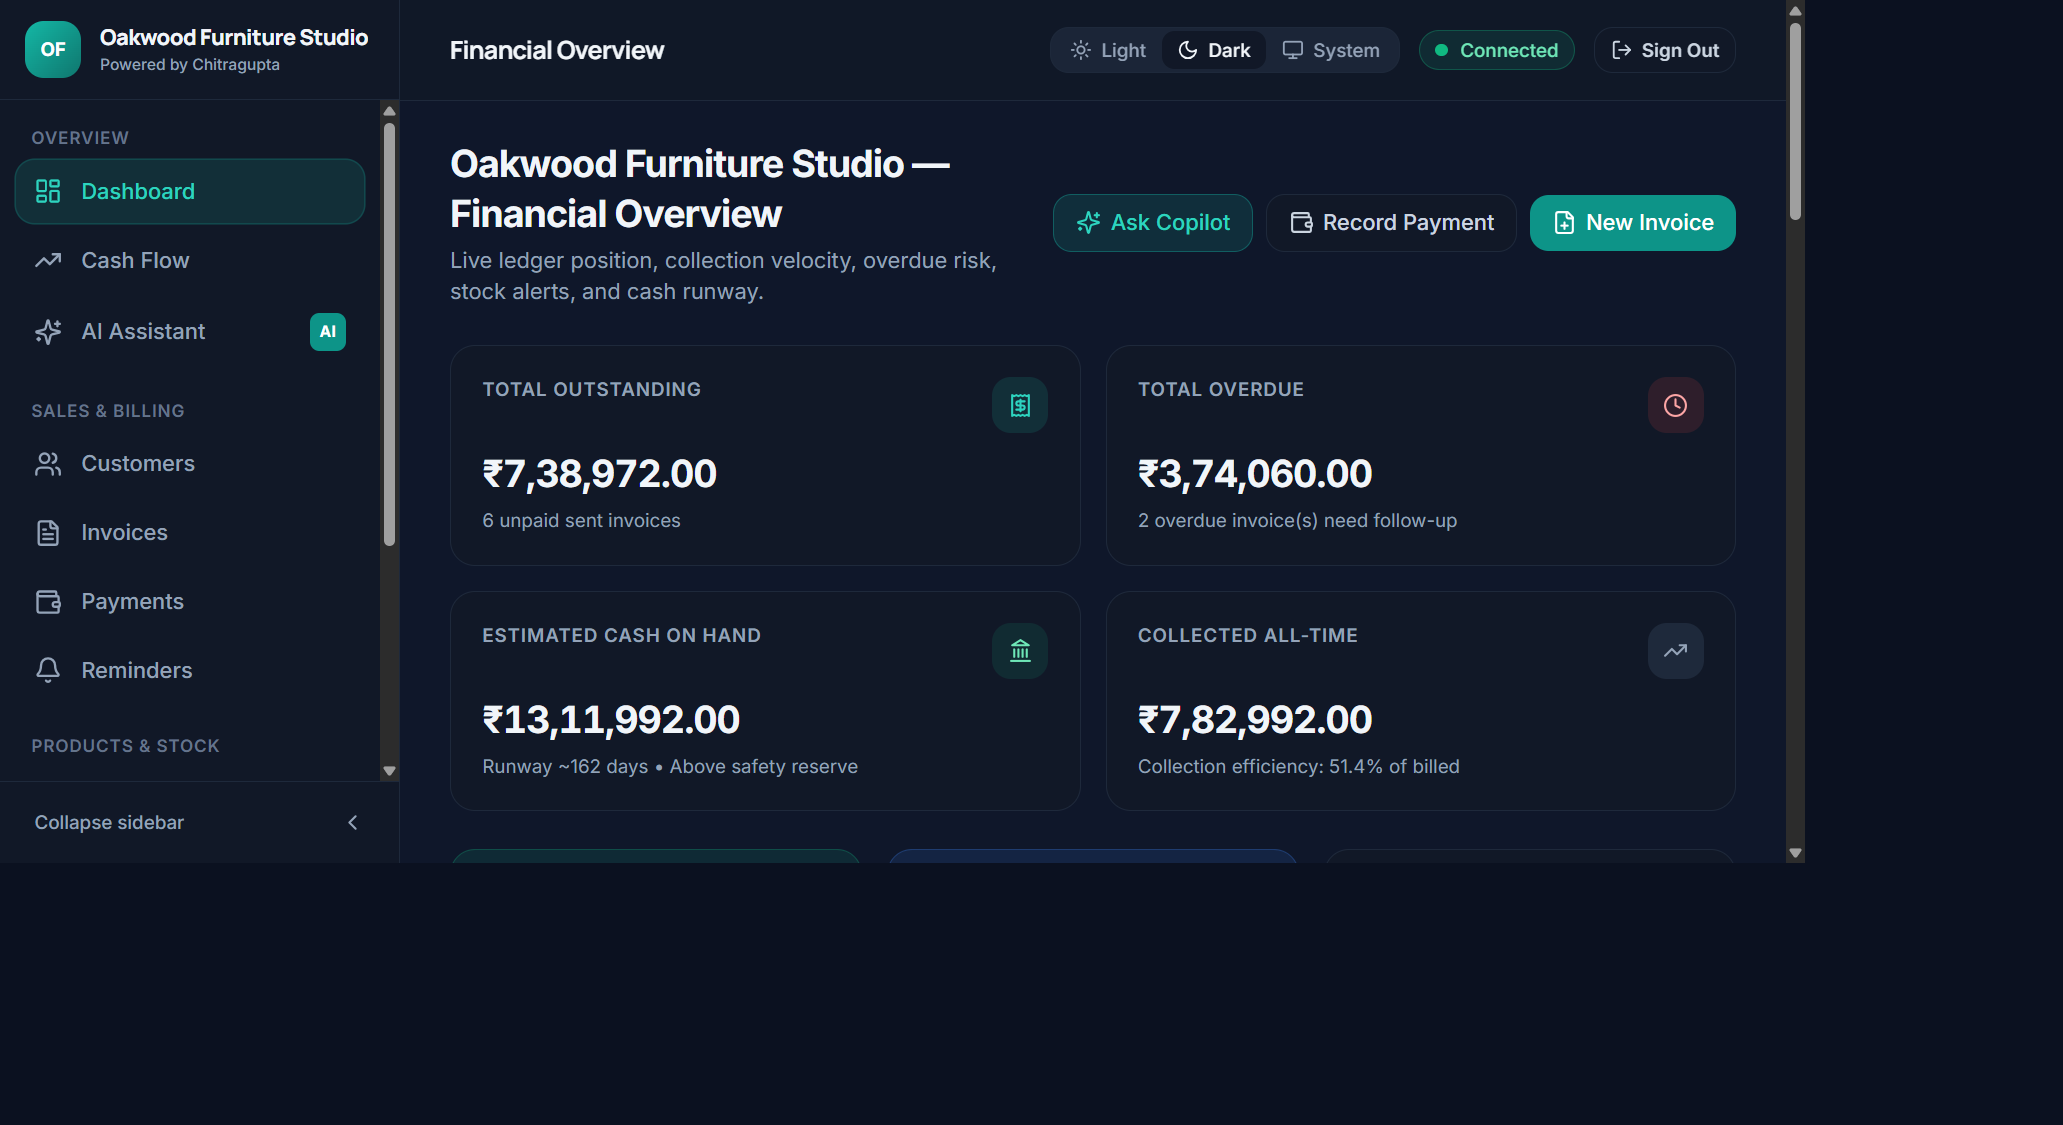 OF
Oakwood Furniture Studio
Powered by Chitragupta
OVERVIEW
Dashboard
Cash Flow
AI Assistant
AI
SALES & BILLING
Customers
Invoices
Payments
Reminders
PRODUCTS & STOCK
Collapse sidebar
Financial Overview
Light
Dark
System
Connected
Sign Out
Oakwood Furniture Studio —
Financial Overview
Live ledger position, collection velocity, overdue risk,
stock alerts, and cash runway.
Ask Copilot
Record Payment
New Invoice
TOTAL OUTSTANDING
₹7,38,972.00
6 unpaid sent invoices
TOTAL OVERDUE
₹3,74,060.00
2 overdue invoice(s) need follow-up
ESTIMATED CASH ON HAND
₹13,11,992.00
Runway ~162 days • Above safety reserve
COLLECTED ALL-TIME
₹7,82,992.00
Collection efficiency: 51.4% of billed